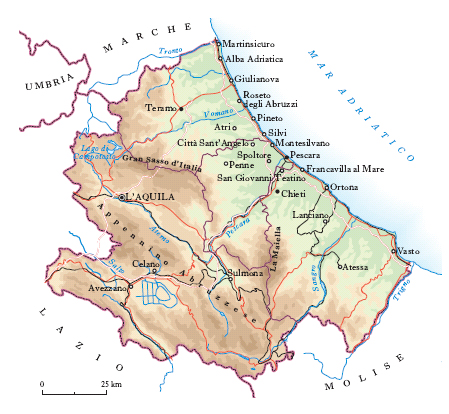 MARCHE
Martinsicuro
Tronto
Alba Adriatica
UMBRIA
MAR ADRIATICO
Giulianova
Roseto
degli Abruzzi
Teramo
Vomano
Pineto
Atri
Silvi
Città Sant'Angelo
Montesilvano
Lago di
Campotosto
Gran Sasso d'Italia
Spoltore
Pescara
Penne
Francavilla al Mare
San Giovanni Teatino
Ortona
L'AQUILA
Chieti
Lanciano
Appennino Abruzzese
Aterno
Pescara
La Maiella
Vasto
Salto
Celano
Atessa
Sulmona
Sangro
Avezzano
Trigno
LAZIO
MOLISE
0 25 km